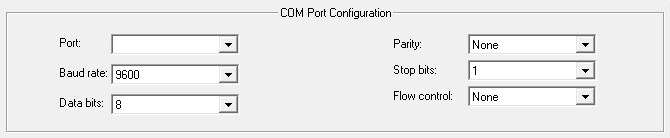 COM Port Configuration
Port:
Parity: None
Baud rate: 9600
Stop bits: 1
Data bits: 8
Flow control: None